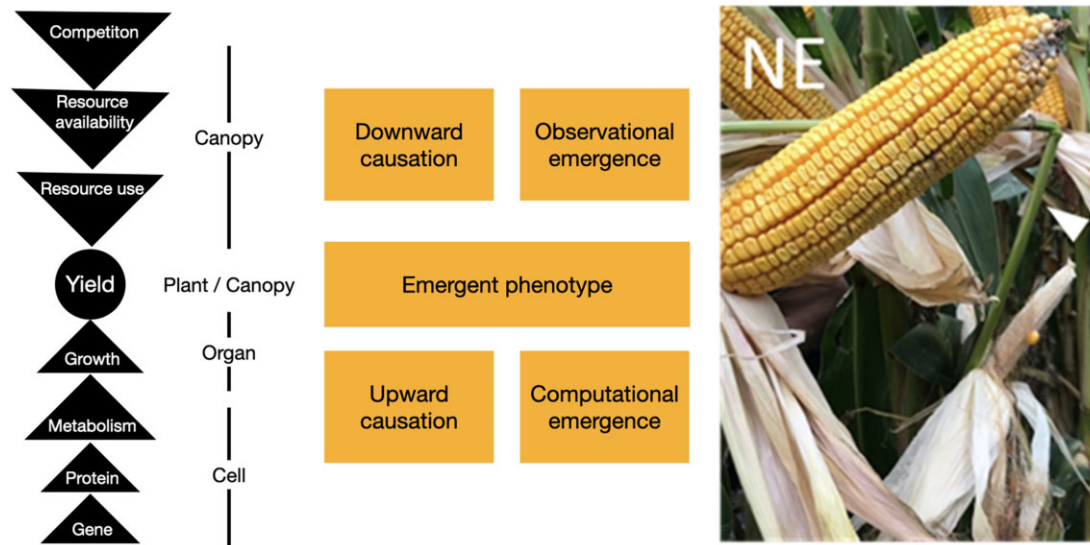 Competiton
Resource
availability
Resource use
Yield
Growth
Metabolism
Protein
Gene
Canopy
Plant / Canopy
Organ
Cell
Downward
causation
Observational
emergence
Emergent phenotype
Upward
causation
Computational
emergence
NE